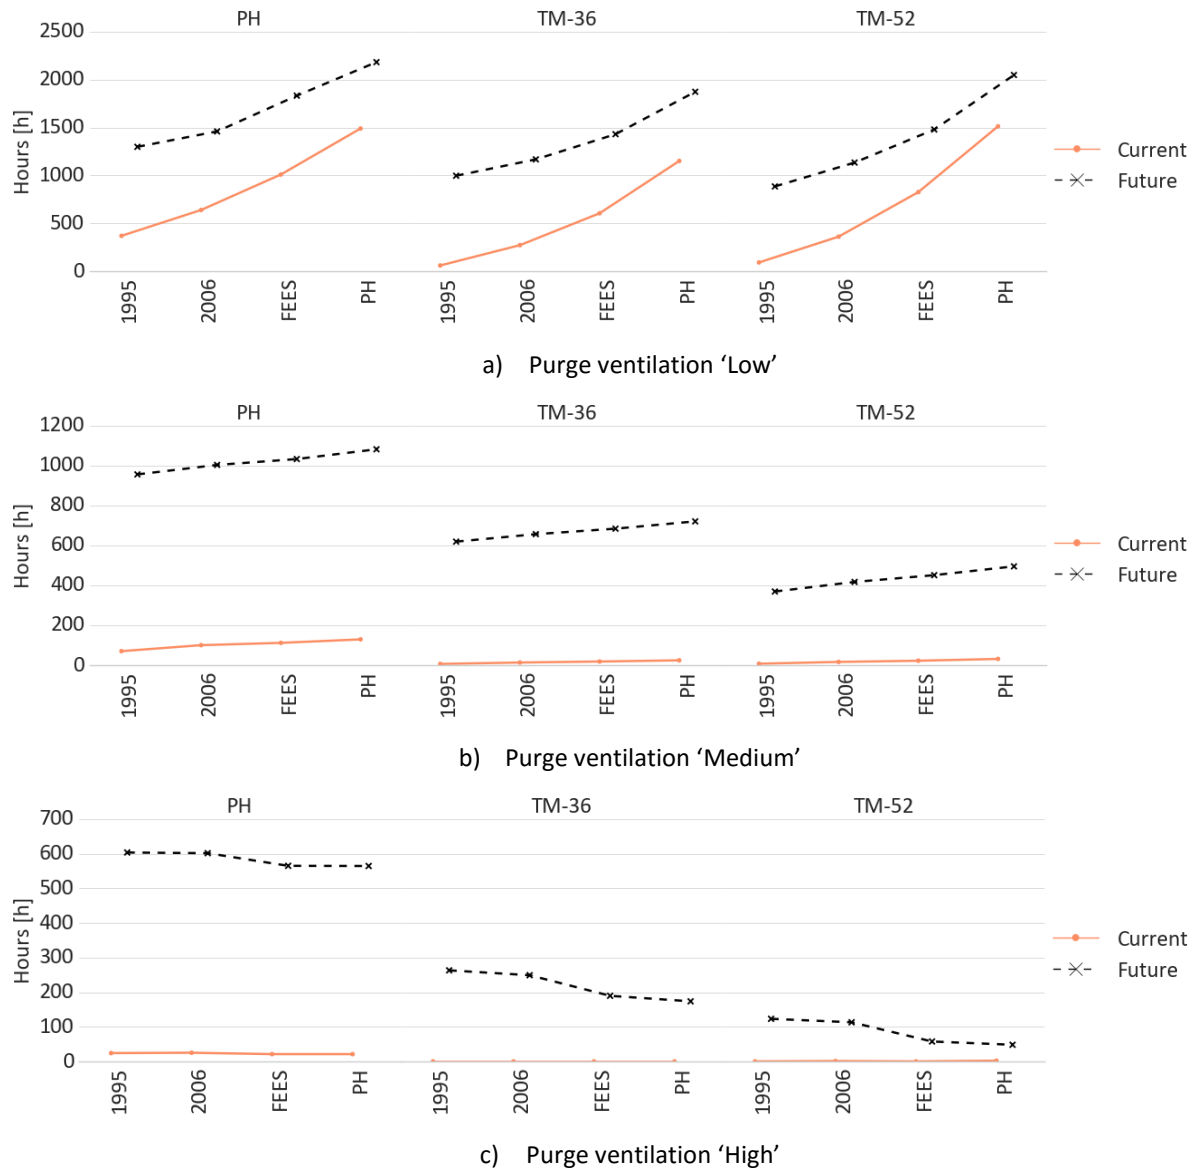 PH TM-36 TM-52
2500
2000
1500
1000
500
0
Hours [h]
Current
Future
1995 2006 FEES PH 1995 2006 FEES PH 1995 2006 FEES PH
a) Purge ventilation ‘Low’
PH TM-36 TM-52
1200
1000
800
600
400
200
0
Hours [h]
Current
Future
1995 2006 FEES PH 1995 2006 FEES PH 1995 2006 FEES PH
b) Purge ventilation ‘Medium’
PH TM-36 TM-52
700
600
500
400
300
200
100
0
Hours [h]
Current
Future
1995 2006 FEES PH 1995 2006 FEES PH 1995 2006 FEES PH
c) Purge ventilation ‘High’